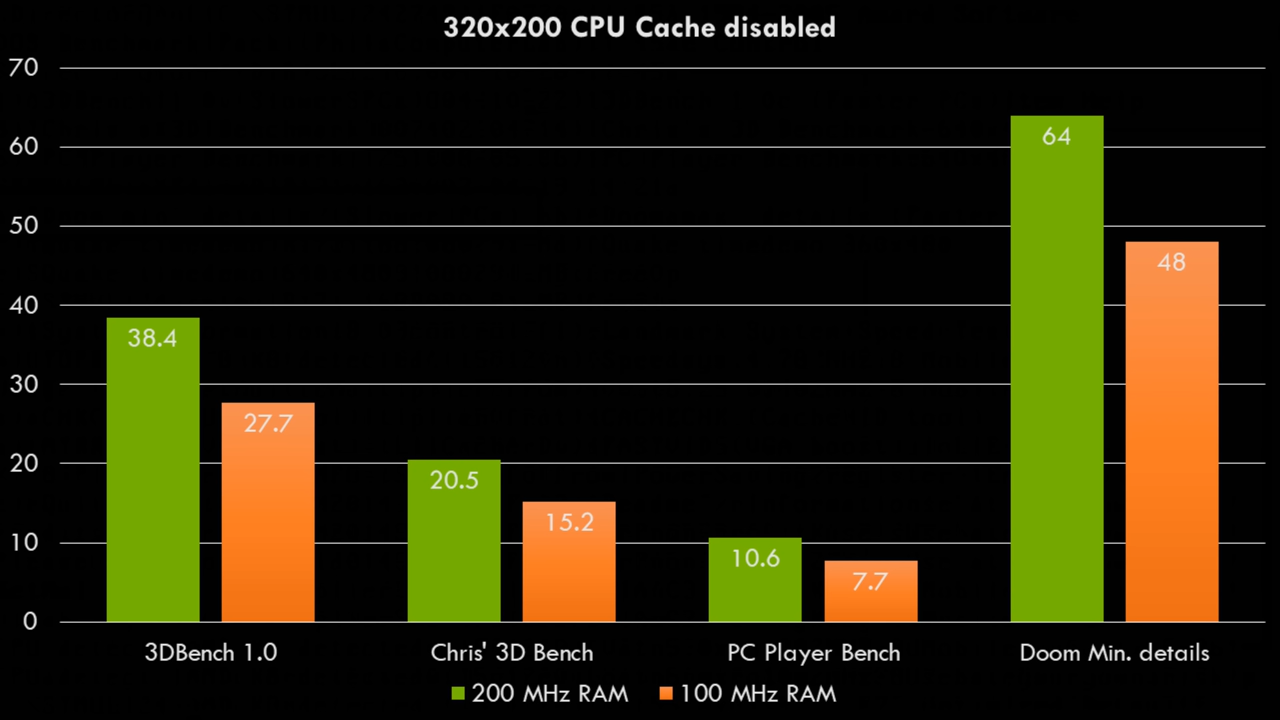 320x200 CPU Cache disabled
70
60
50
40
30
20
10
0
38.4
27.7
20.5
15.2
10.6
7.7
64
48
3DBench 1.0
Chris' 3D Bench
PC Player Bench
Doom Min. details
200 MHz RAM
100 MHz RAM